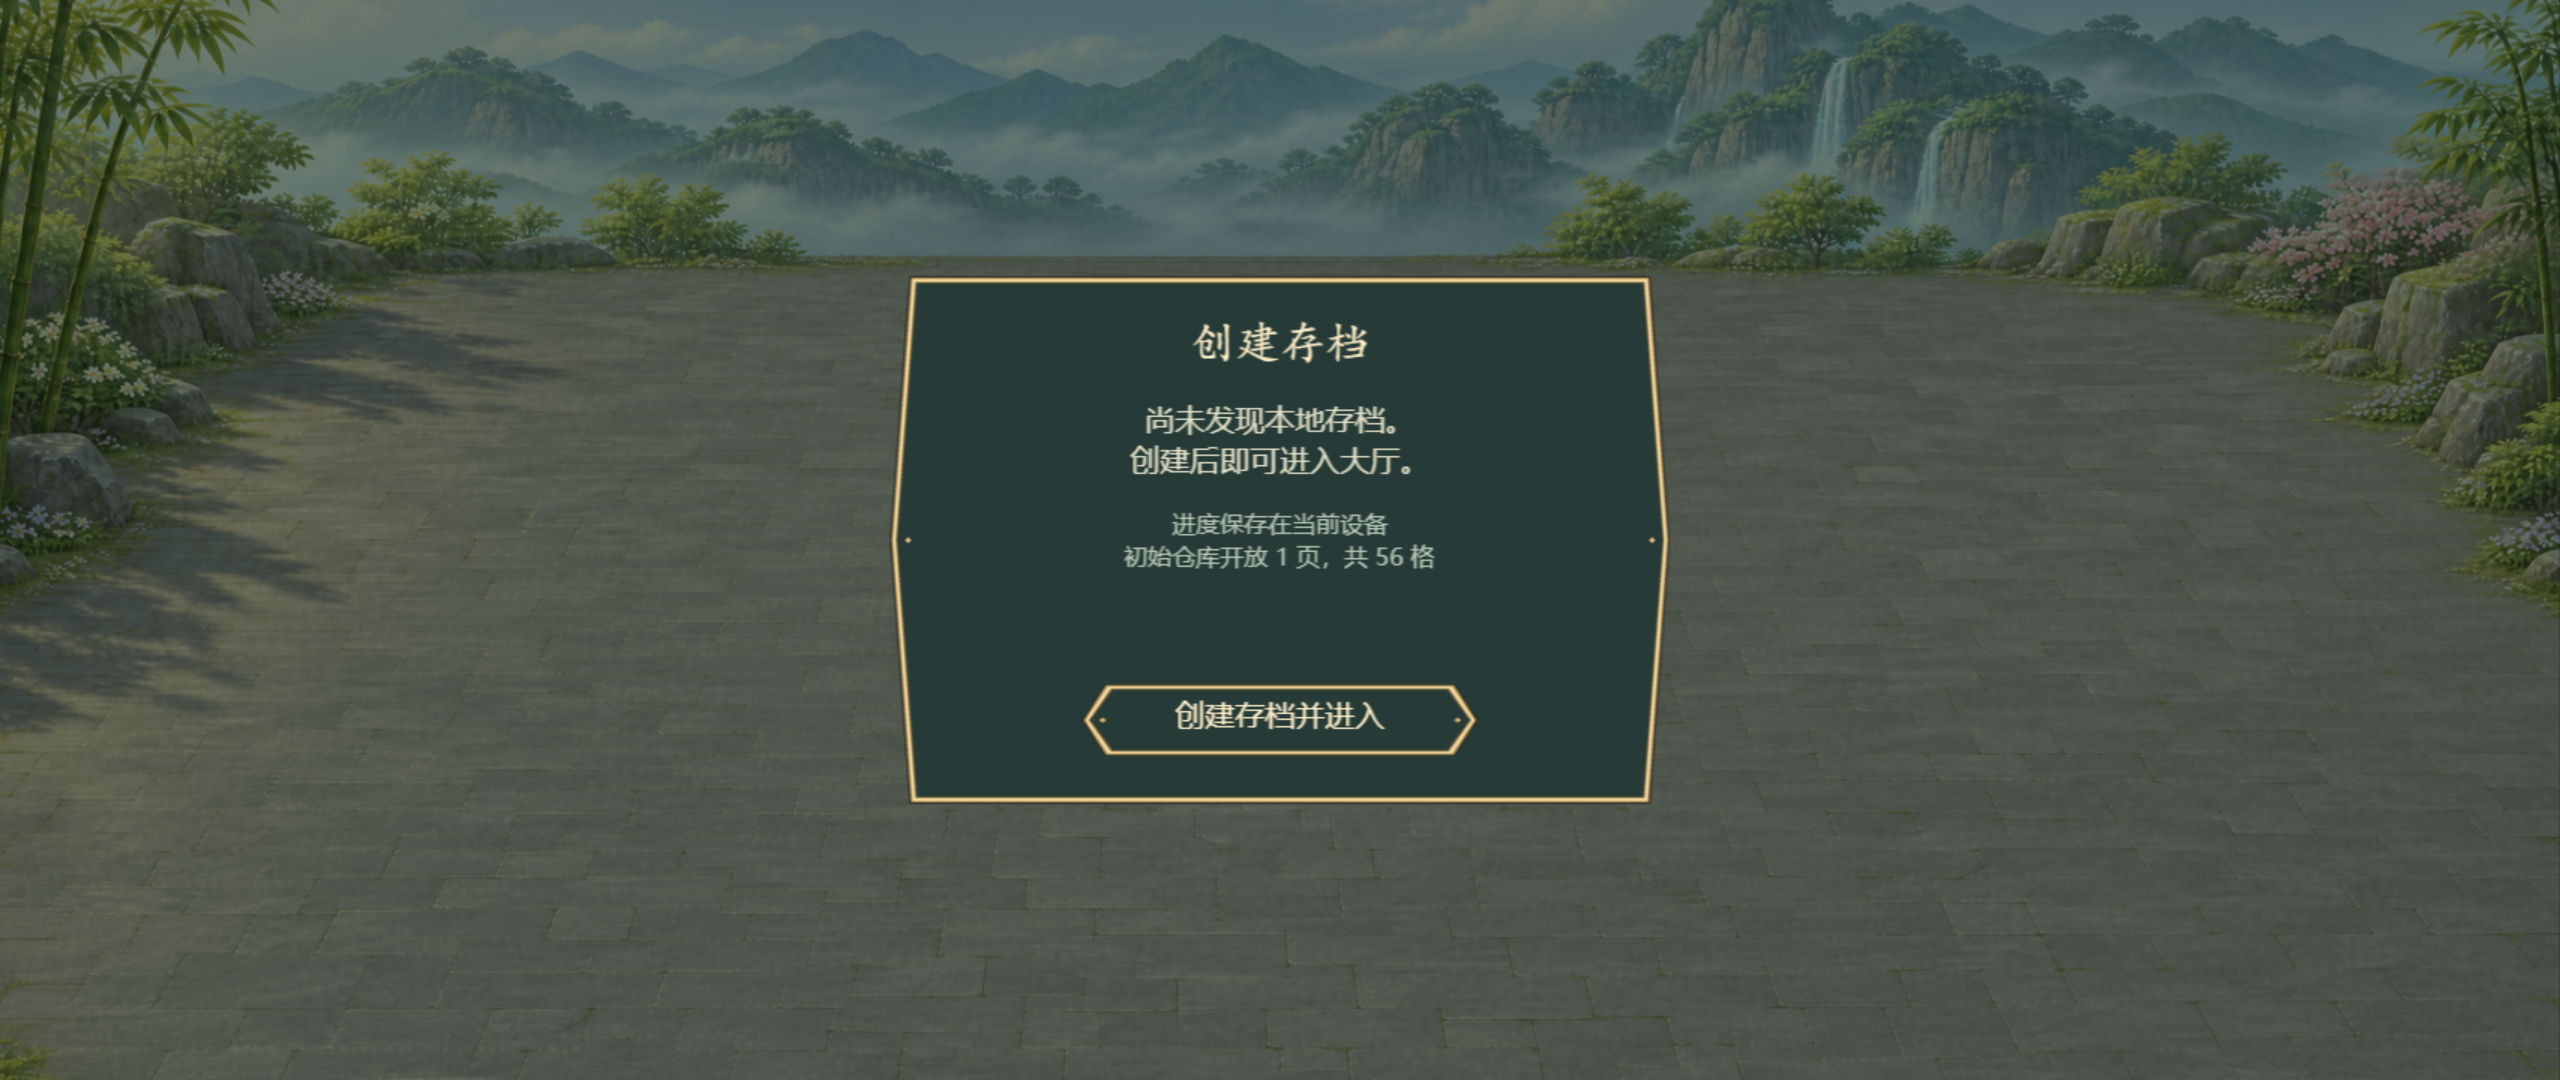 创建存档
尚未发现本地存档。
创建后即可进入大厅。
进度保存在当前设备
初始仓库开放 1 页，共 56 格
创建存档并进入